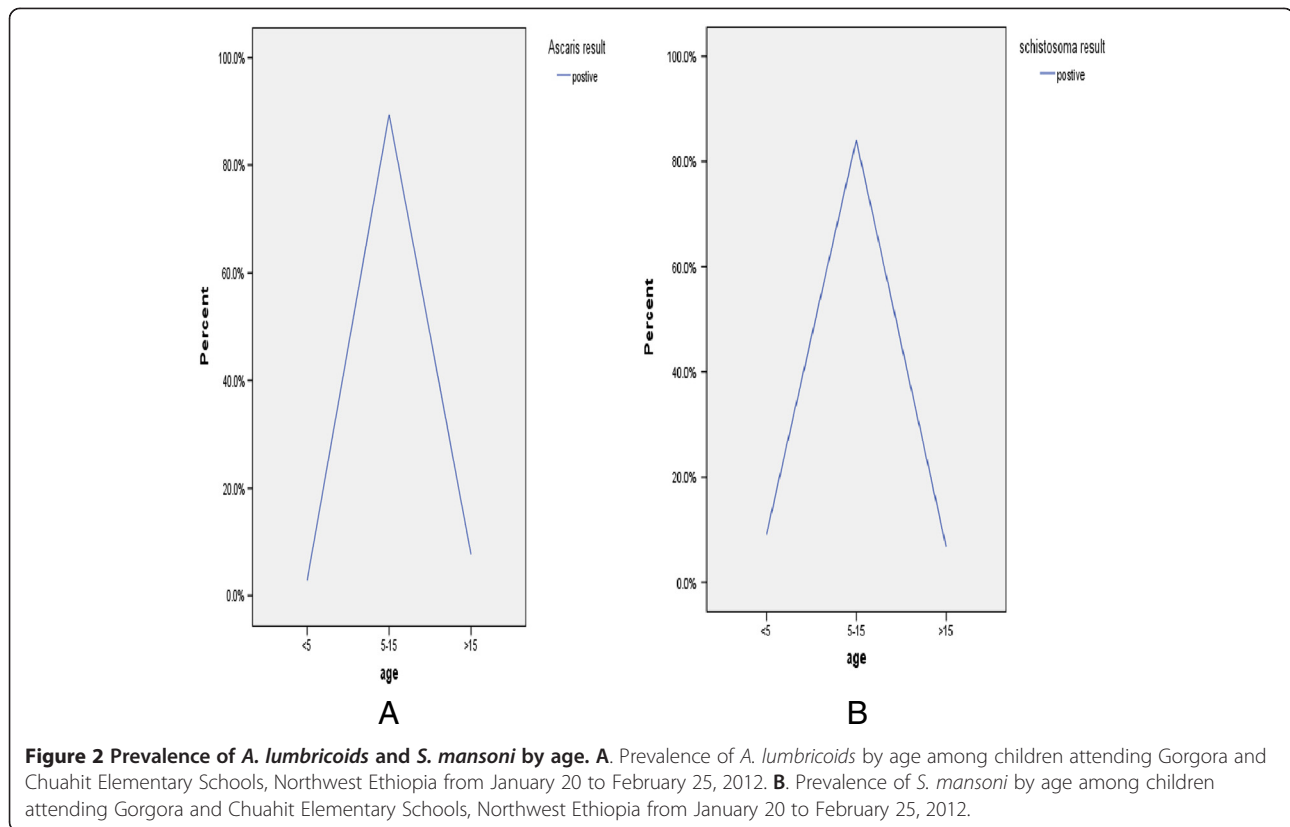 Ascaris result
postive
100.0%
80.0%
60.0%
40.0%
20.0%
0.0%
Percent
<5
5-15
>15
age
A
schistosoma result
postive
100.0%
80.0%
60.0%
40.0%
20.0%
0.0%
Percent
<5
5-15
>15
age
B
Figure 2 Prevalence of A. lumbricoids and S. mansoni by age. A. Prevalence of A. lumbricoids by age among children attending Gorgora and
Chuahit Elementary Schools, Northwest Ethiopia from January 20 to February 25, 2012. B. Prevalence of S. mansoni by age among children
attending Gorgora and Chuahit Elementary Schools, Northwest Ethiopia from January 20 to February 25, 2012.